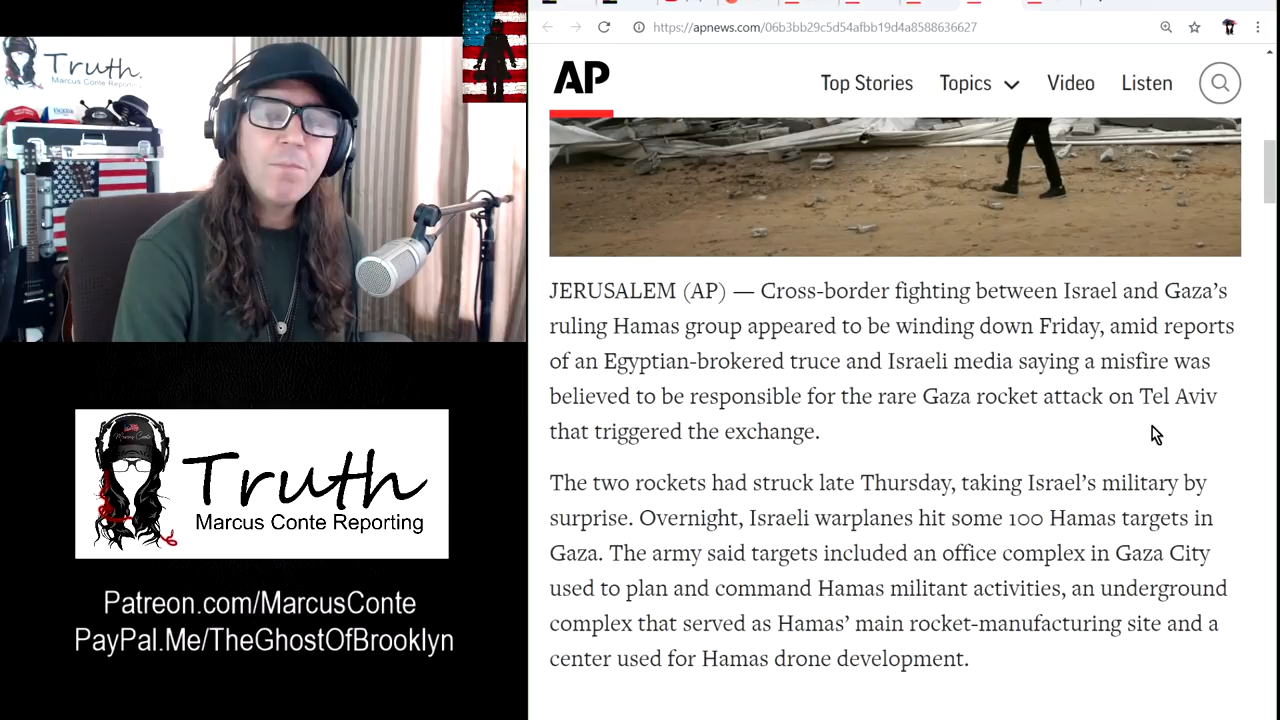 Truth.
Marcus Conte Reporting
https://apnews.com/06b3bb29c5d54afbb19d4a8588636627
AP
Top Stories
Topics
Video
Listen
JERUSALEM (AP) — Cross-border fighting between Israel and Gaza’s
ruling Hamas group appeared to be winding down Friday, amid reports
of an Egyptian-brokered truce and Israeli media saying a misfire was
believed to be responsible for the rare Gaza rocket attack on Tel Aviv
that triggered the exchange.
The two rockets had struck late Thursday, taking Israel’s military by
surprise. Overnight, Israeli warplanes hit some 100 Hamas targets in
Gaza. The army said targets included an office complex in Gaza City
used to plan and command Hamas militant activities, an underground
complex that served as Hamas’ main rocket-manufacturing site and a
center used for Hamas drone development.
Marcus Conte
Truth
Marcus Conte Reporting
Patreon.com/MarcusConte
PayPal.Me/TheGhostOfBrooklyn